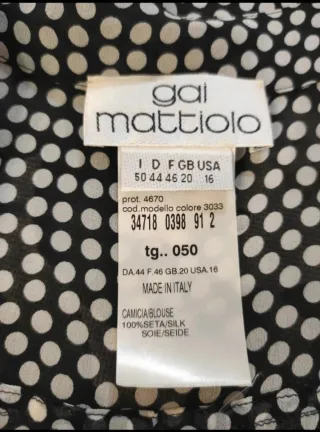 gai
mattiolo
I D F GB USA
50 44 46 20 16
prot. 4670
cod.modello colore 3033
34718 0398 91 2
tg.. 050
DA.44 F.46 GB.20 USA.16
MADE IN ITALY
CAMICIA/BLOUSE
100%SETA/SILK
SOIE/SEIDE